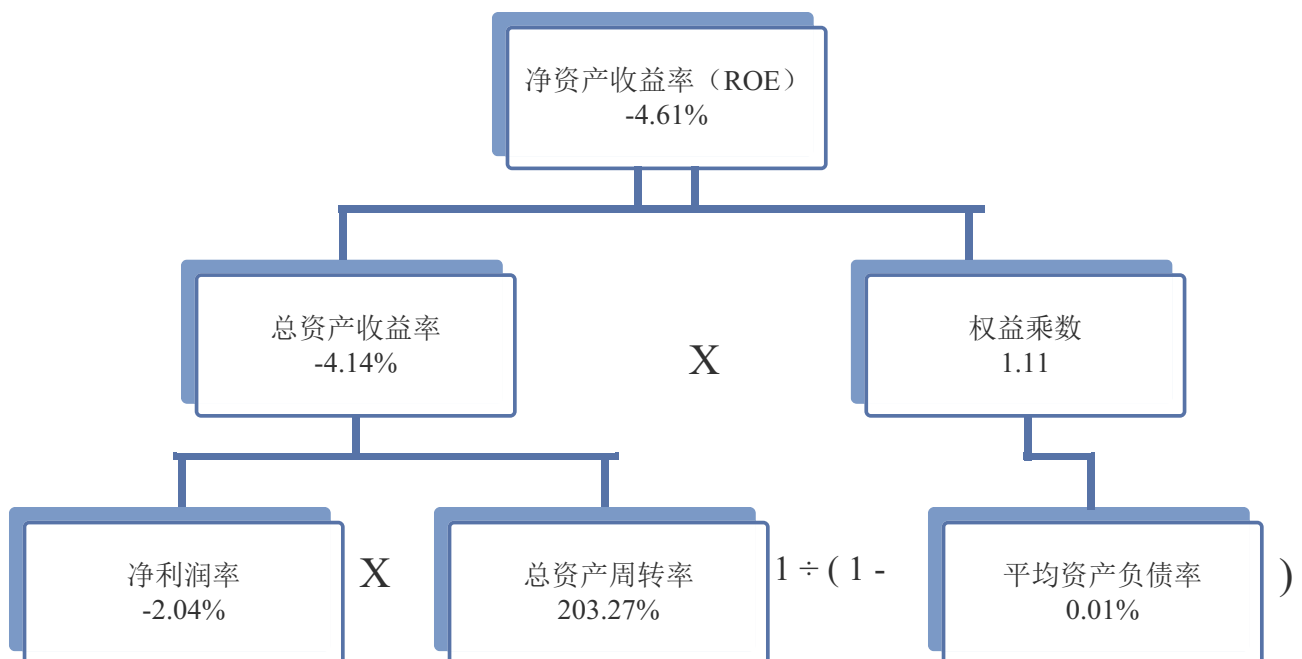 净资产收益率（ROE）
-4.61%
总资产收益率
-4.14%
X
权益乘数
1.11
净利润率
-2.04%
X
总资产周转率
203.27%
1 ÷ ( 1 -
平均资产负债率
0.01%
)